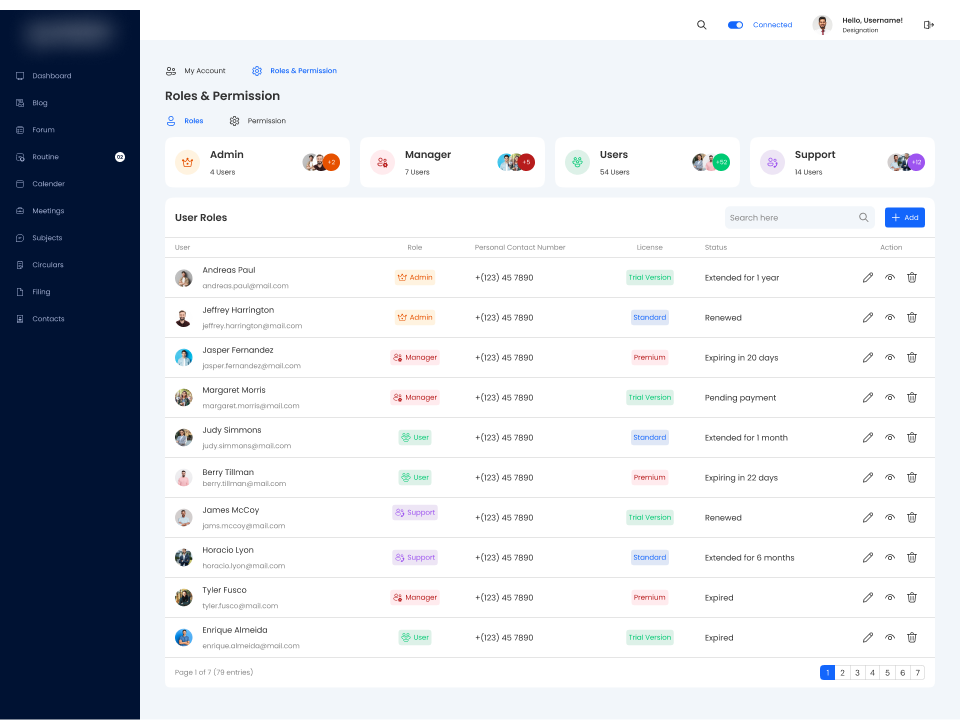 Connected
Hello, Username!
Designation
Dashboard
Blog
Forum
Routine 02
Calender
Meetings
Subjects
Circulars
Filing
Contacts
My Account Roles & Permission
Roles & Permission
Roles Permission
Admin
4 Users
+2
Manager
7 Users
+5
Users
54 Users
+52
Support
14 Users
+12
User Roles
Search here
Add
User Role Personal Contact Number License Status Action
Andreas Paul
andreas.paul@mail.com
Admin +(123) 45 7890 Trial Version Extended for 1 year
Jeffrey Harrington
jeffrey.harrington@mail.com
Admin +(123) 45 7890 Standard Renewed
Jasper Fernandez
jasper.fernandez@mail.com
Manager +(123) 45 7890 Premium Expiring in 20 days
Margaret Morris
margaret.morris@mail.com
Manager +(123) 45 7890 Trial Version Pending payment
Judy Simmons
judy.simmons@mail.com
User +(123) 45 7890 Standard Extended for 1 month
Berry Tillman
berry.tillman@mail.com
User +(123) 45 7890 Premium Expiring in 22 days
James McCoy
jams.mccoy@mail.com
Support +(123) 45 7890 Trial Version Renewed
Horacio Lyon
horacio.lyon@mail.com
Support +(123) 45 7890 Standard Extended for 6 months
Tyler Fusco
tyler.fusco@mail.com
Manager +(123) 45 7890 Premium Expired
Enrique Almeida
enrique.almeida@mail.com
User +(123) 45 7890 Trial Version Expired
Page 1 of 7 (79 entries)
1 2 3 4 5 6 7